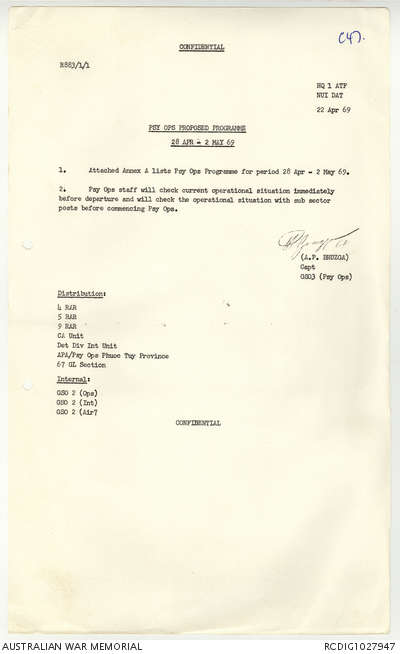 CONFIDENTIAL
(47).
R883/1/1
HQ 1 ATF
NUI DAT
22 Apr 69
PSY OPS PROPOSED PROGRAMME
28 APR - 2 MAY 69
1. Attached Annex A lists Psy Ops Programme for period 28 Apr - 2 May 69.
2. Psy Ops staff will check current operational situation immediately
before departure and will check the operational situation with sub sector
posts before commencing Psy Ops.
(A.P. BRUZGA)
Capt
GSO3 (Psy Ops)
Distribution:
4 RAR
5 RAR
9 RAR
CA Unit
Det Div Int Unit
APA/Psy Ops Phuoc Tuy Province
67 GL Section
Internal:
GSO 2 (Ops)
GSO 2 (Int)
GSO 2 (Air7
CONFIDENTIAL
AUSTRALIAN WAR MEMORIAL
RCDIG1027947